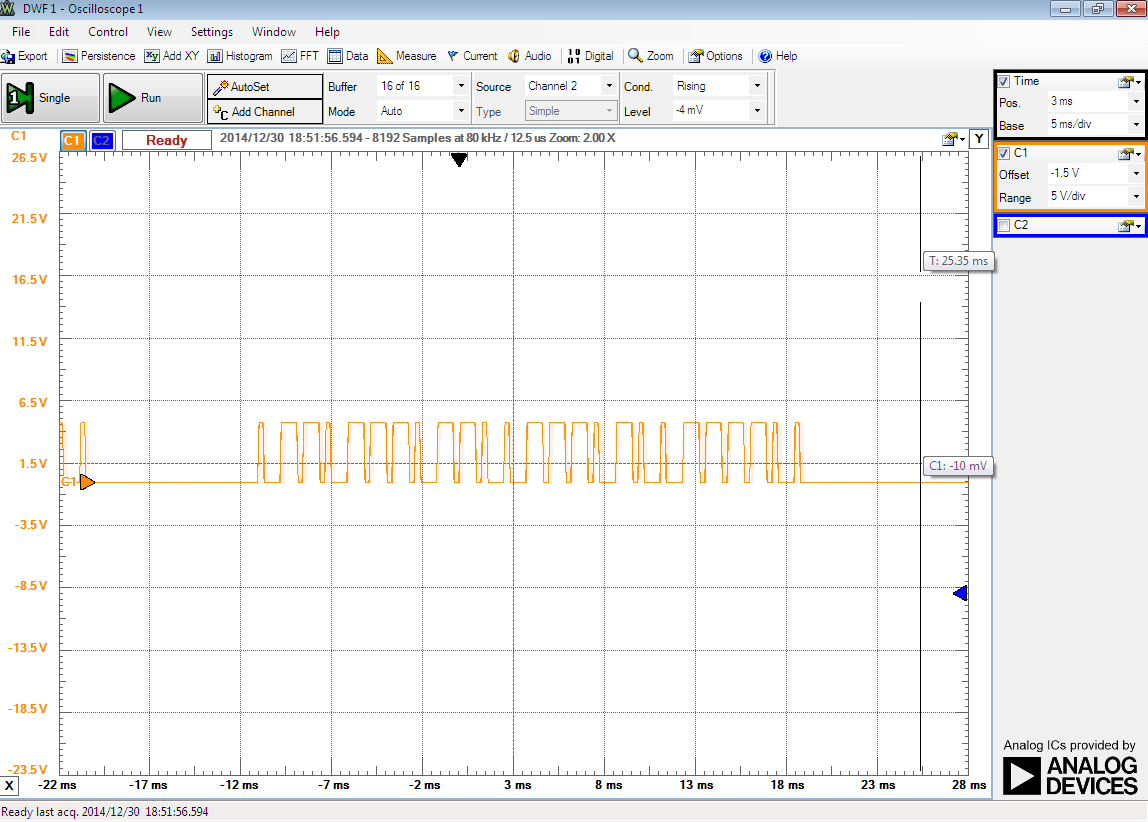 DWF 1 - Oscilloscope 1
File Edit Control View Settings Window Help
Export Persistence Add XY Histogram FFT Data Measure Current Audio Digital Zoom Options Help
1 Single Run AutoSet Buffer 16 of 16 Source Channel 2 Cond. Rising
Add Channel Mode Auto Type Simple Level -4 mV
C1 C1 C2 Ready 2014/12/30 18:51:56.594 - 8192 Samples at 80 kHz / 12.5 us Zoom: 2.00 X Y
26.5 V
21.5 V
16.5 V
11.5 V
6.5 V
1.5 V
-3.5 V
-8.5 V
-13.5 V
-18.5 V
-23.5 V
C1
T: 25.35 ms
C1: -10 mV
X -22 ms -17 ms -12 ms -7 ms -2 ms 3 ms 8 ms 13 ms 18 ms 23 ms 28 ms
Time
Pos. 3 ms
Base 5 ms/div
C1
Offset -1.5 V
Range 5 V/div
C2
Analog ICs provided by
ANALOG
DEVICES
Ready last acq. 2014/12/30 18:51:56.594